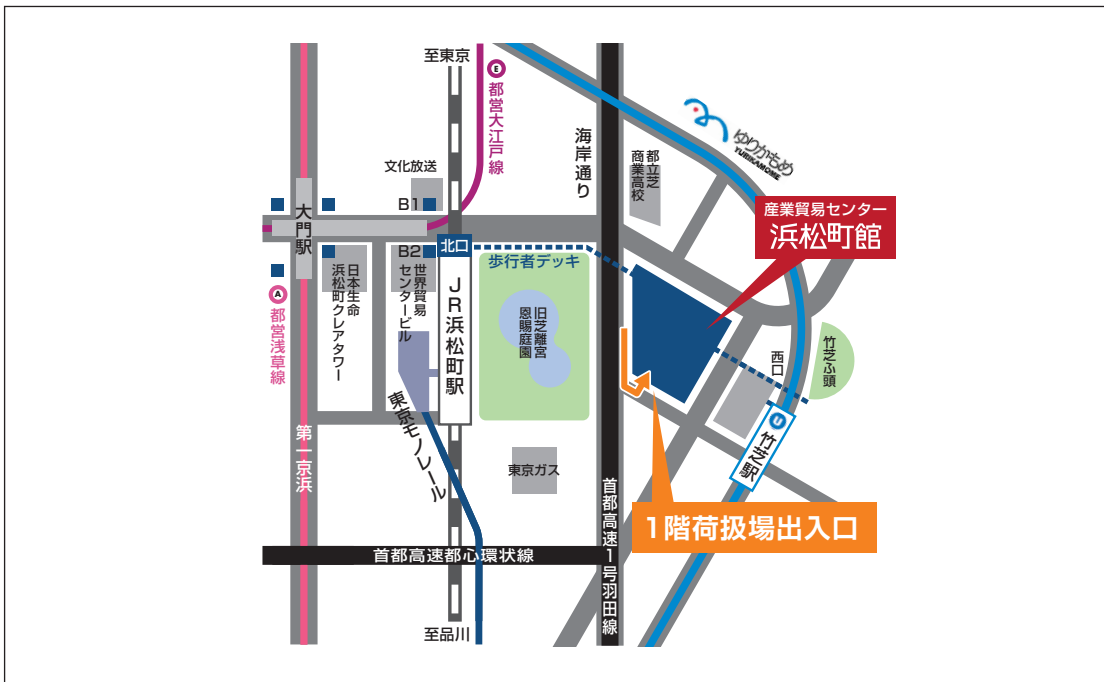 至東京
E
都営大江戸線
海岸通り
都立芝
商業高校
ゆりかもめ
YURIKAMOME
文化放送
産業貿易センター
浜松町館
B1
大門駅
B2
北口
歩行者デッキ
日本生命
浜松町クレアタワー
世界貿易
センタービル
JR浜松町駅
旧芝離宮
恩賜庭園
A
都営浅草線
西口
竹芝ふ頭
U
竹芝駅
第一京浜
東京モノレール
東京ガス
首都高速1号羽田線
1階荷扱場出入口
首都高速都心環状線
至品川